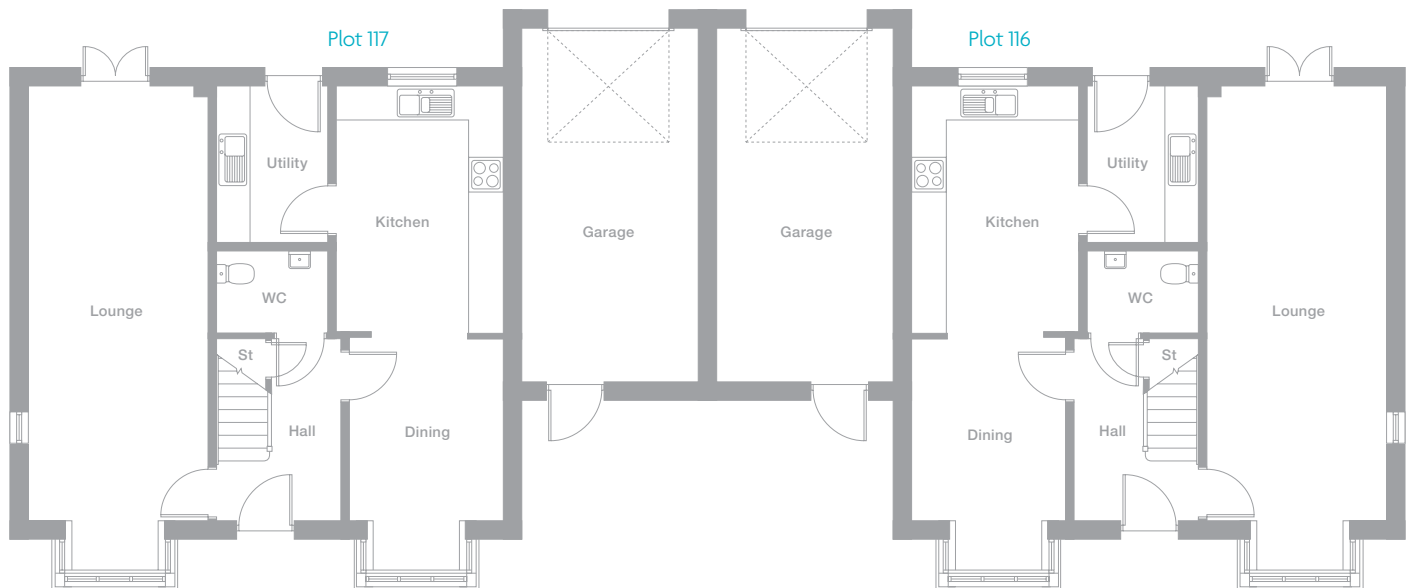 Plot 117
Plot 116
Utility
Kitchen
Garage
Garage
Kitchen
Utility
Lounge
WC
WC
Lounge
St
St
Hall
Dining
Dining
Hall